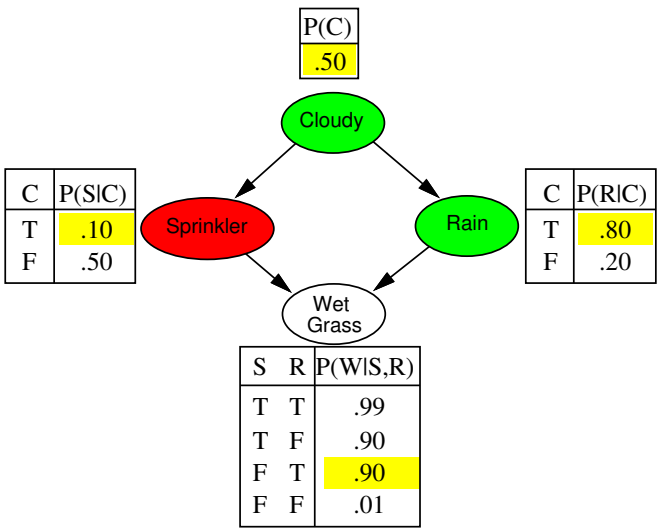 P(C)
.50
Cloudy
C P(S|C)
T .10
F .50
Sprinkler
Rain
C P(R|C)
T .80
F .20
Wet
Grass
S R P(W|S,R)
T T .99
T F .90
F T .90
F F .01